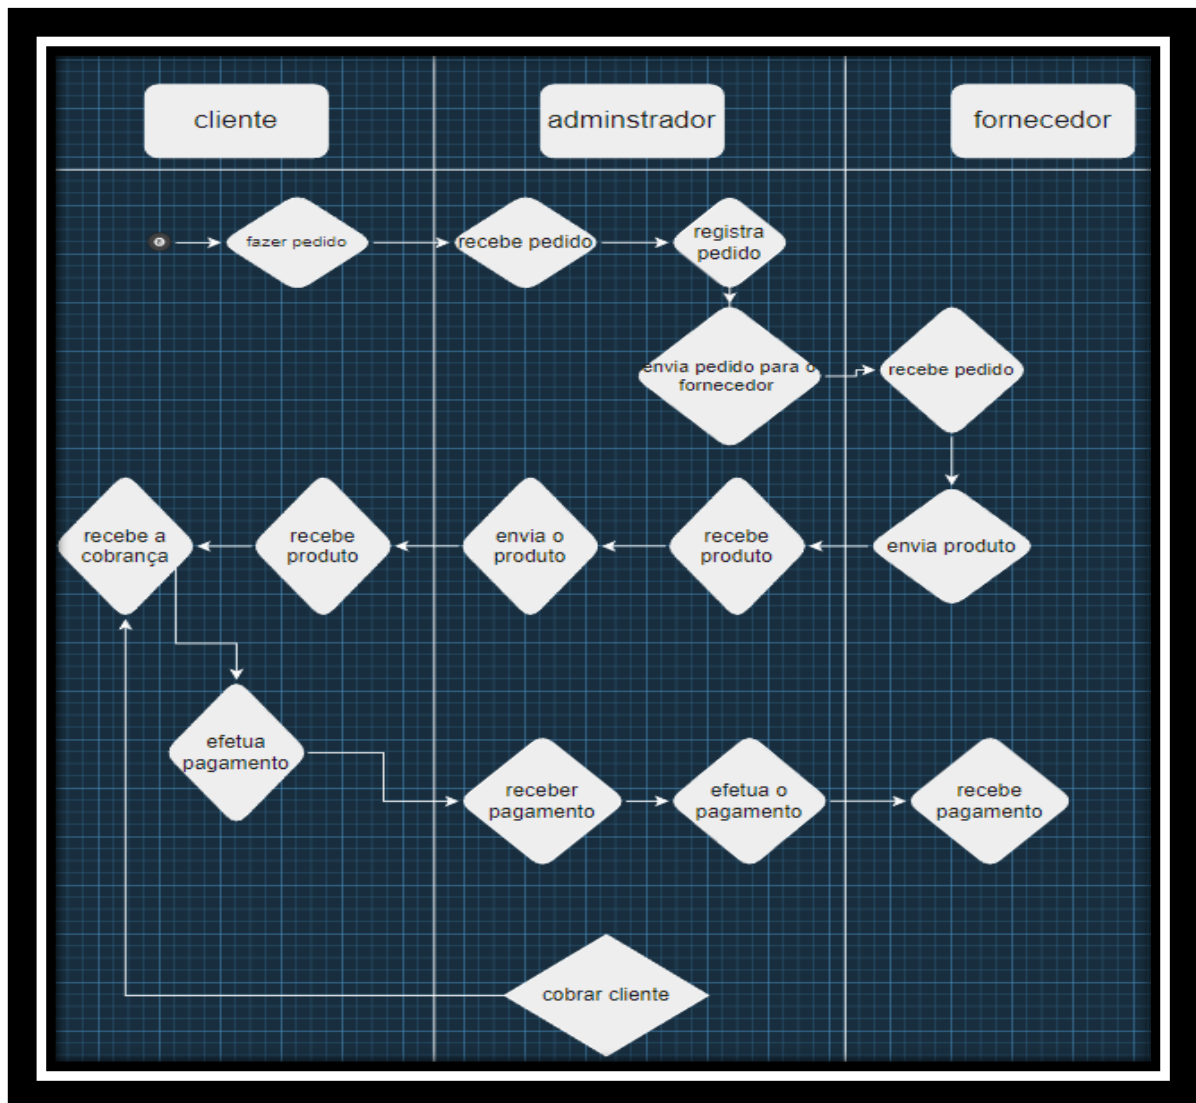 cliente
adminstrador
fornecedor
fazer pedido
recebe pedido
registra
pedido
envia pedido para o
fornecedor
recebe pedido
recebe a
cobrança
recebe
produto
envia o
produto
recebe
produto
envia produto
efetua
pagamento
receber
pagamento
efetua o
pagamento
recebe
pagamento
cobrar cliente